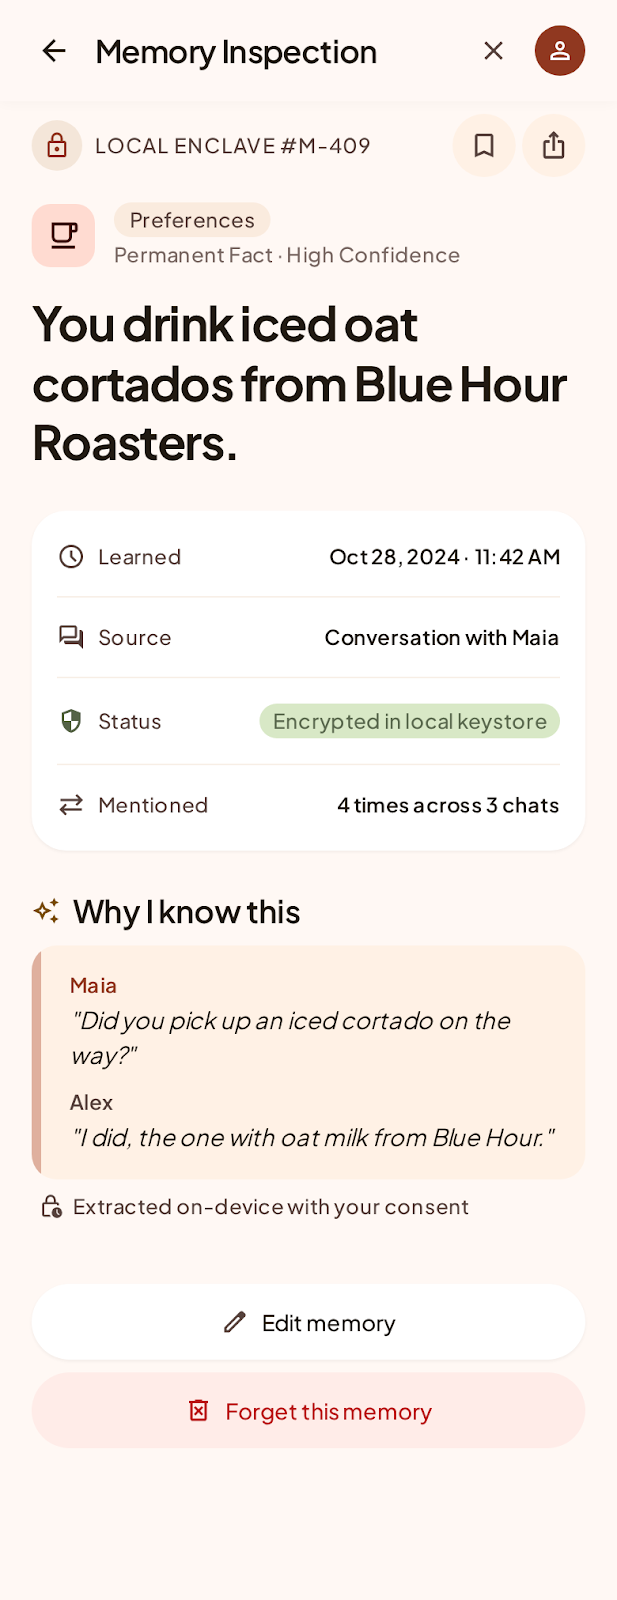 Memory Inspection
LOCAL ENCLAVE #M-409
Preferences
Permanent Fact · High Confidence
You drink iced oat
cortados from Blue Hour
Roasters.
Learned
Oct 28, 2024 · 11:42 AM
Source
Conversation with Maia
Status
Encrypted in local keystore
Mentioned
4 times across 3 chats
Why I know this
Maia
"Did you pick up an iced cortado on the
way?"
Alex
"I did, the one with oat milk from Blue Hour."
Extracted on-device with your consent
Edit memory
Forget this memory